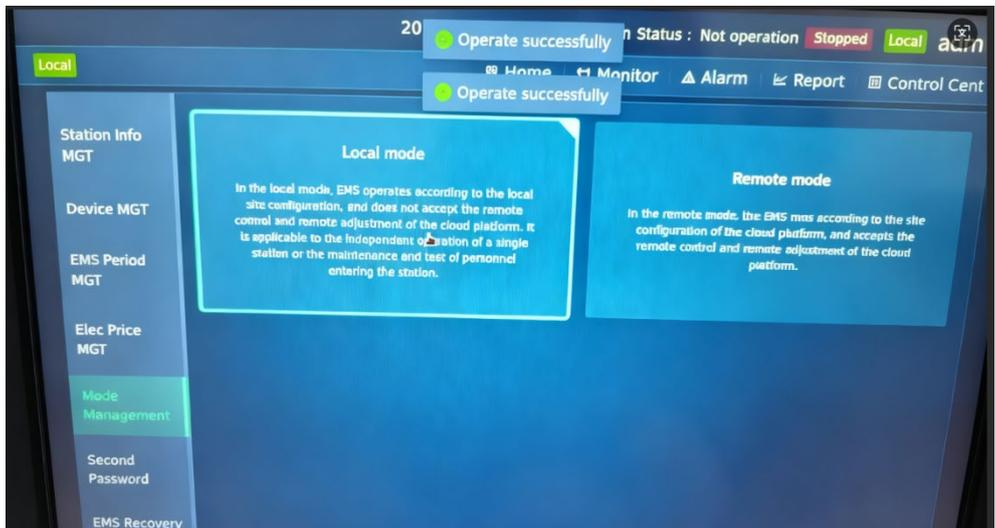 20
Operate successfully
n Status : Not operation Stopped Local adm
Local
Home Monitor Alarm Report Control Cent
Operate successfully
Station Info
MGT
Device MGT
EMS Period
MGT
Elec Price
MGT
Mode
Management
Second
Password
EMS Recovery
Local mode
In the local mode, EMS operates according to the local
site configuration, and does not accept the remote
control and remote adjustment of the cloud platform. It
is applicable to the independent operation of a single
station or the maintenance and test of personnel
entering the station.
Remote mode
In the remote mode, the EMS runs according to the site
configuration of the cloud platform, and accepts the
remote control and remote adjustment of the cloud
platform.